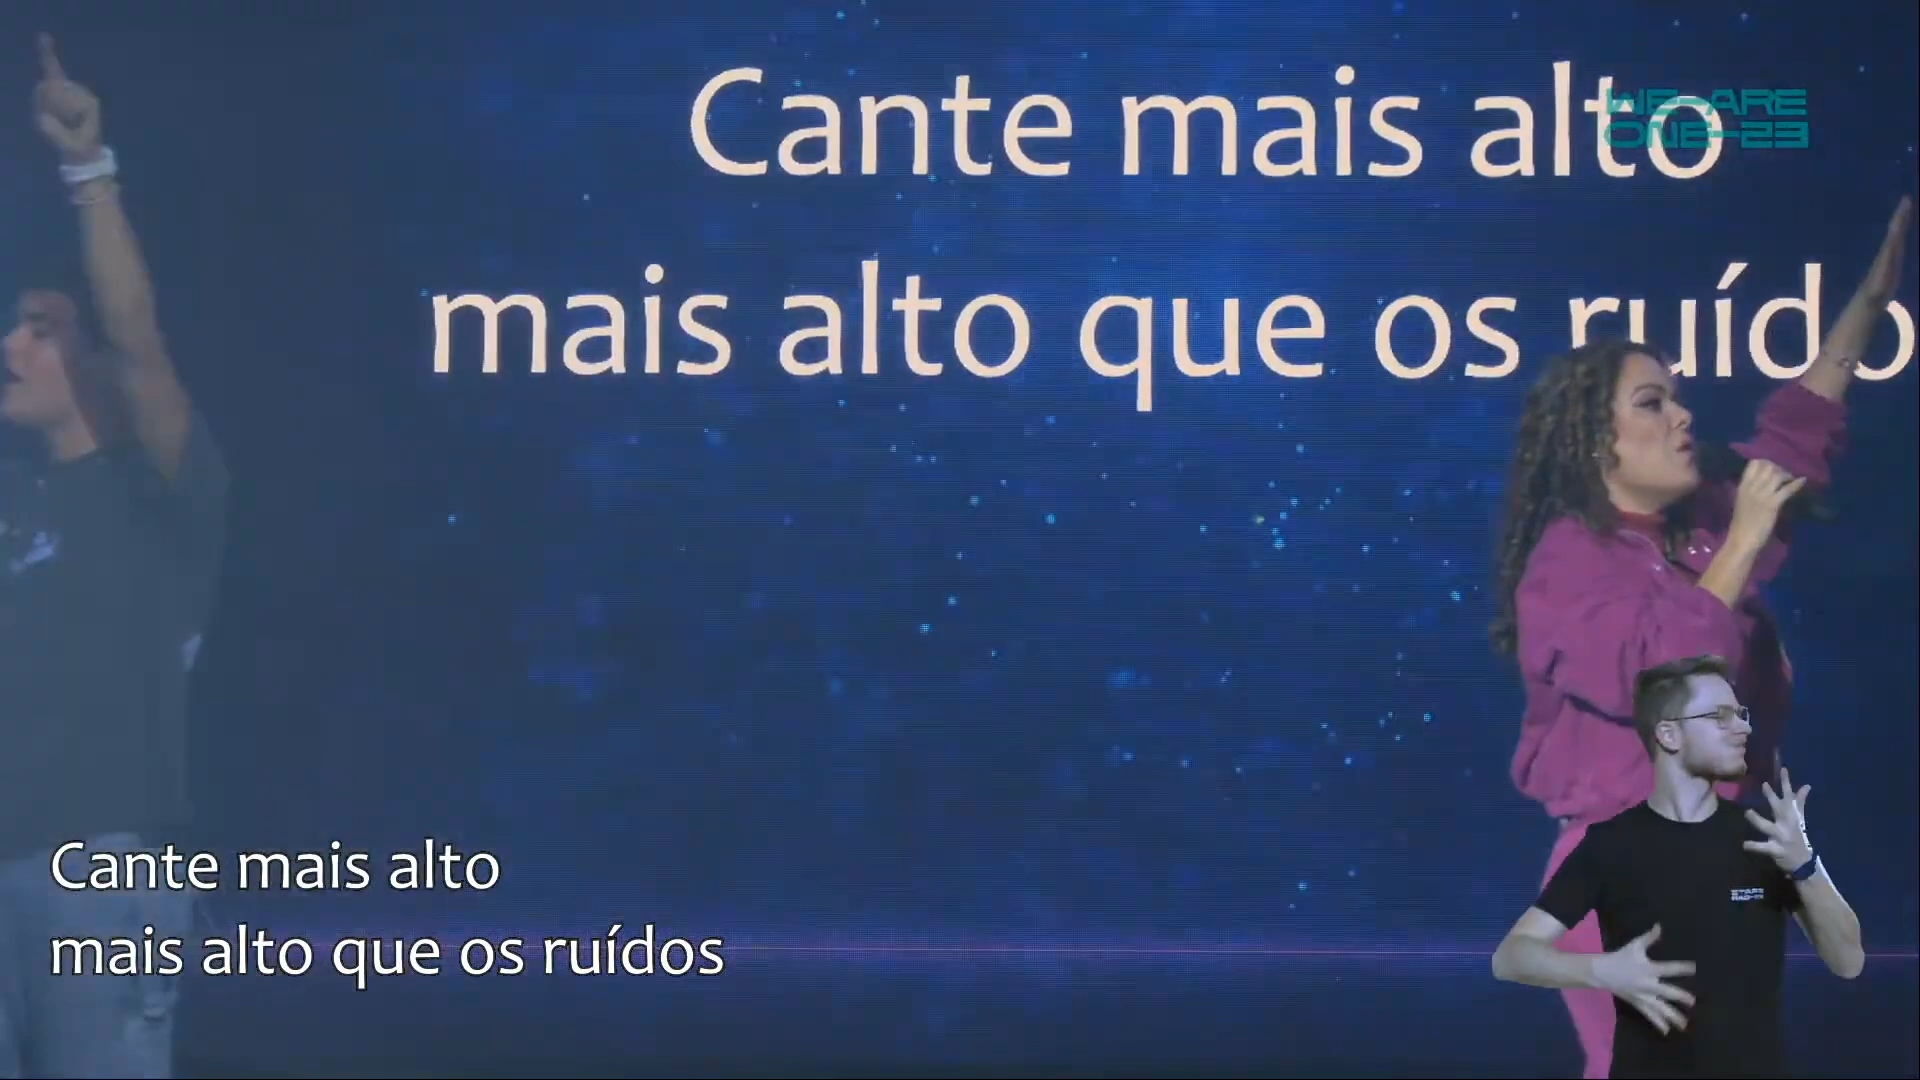 Cante mais alto
mais alto que os ruído
WE-ARE
ONE-23
Cante mais alto
mais alto que os ruídos